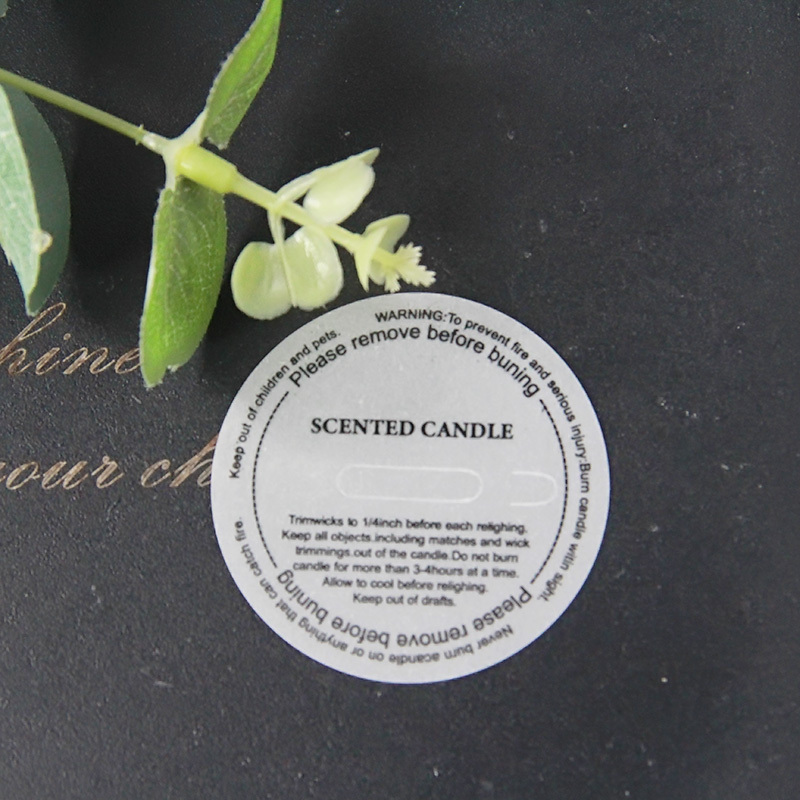 WARNING:To prevent fire and serious injury:Burn candle within sight.
Never burn acandle on or anything that can catch fire.
Keep out of children and pets.
Please remove before buning
SCENTED CANDLE
Trimwicks to 1/4inch before each relighing.
Keep all objects.including matches and wick
trimmings.out of the candle.Do not burn
candle for more than 3-4hours at a time.
Allow to cool before relighing.
Keep out of drafts.
Please remove before buning
hine
your ch